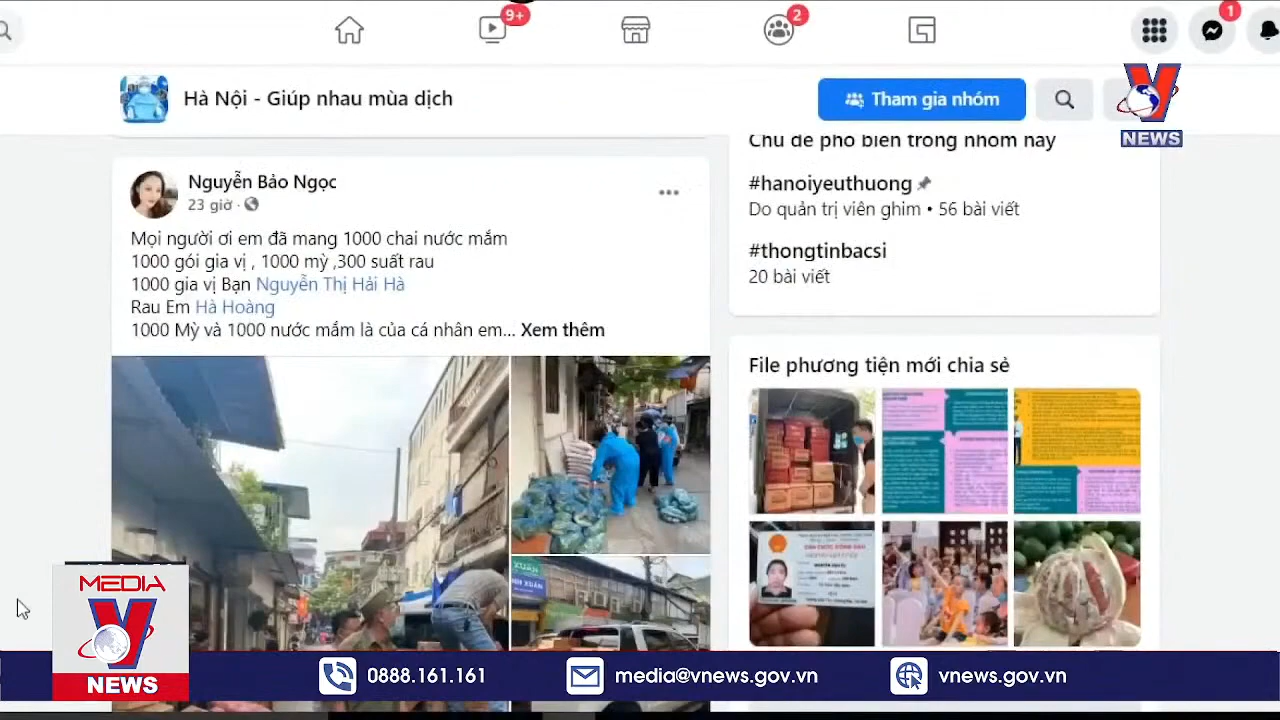 9+
2
1
Hà Nội - Giúp nhau mùa dịch
Tham gia nhóm
V
NEWS
Chủ đề phổ biến trong nhóm này
Nguyễn Bảo Ngọc
23 giờ ·
#hanoiyeuthuong
Do quản trị viên ghim • 56 bài viết
Mọi người ơi em đã mang 1000 chai nước mắm
1000 gói gia vị , 1000 mỳ ,300 suất rau
1000 gia vị Bạn Nguyễn Thị Hải Hà
Rau Em Hà Hoàng
1000 Mỳ và 1000 nước mắm là của cá nhân em... Xem thêm
#thongtinbacsi
20 bài viết
File phương tiện mới chia sẻ
CĂN CƯỚC CÔNG DÂN
XUÂN
MEDIA
V
NEWS
0888.161.161
media@vnews.gov.vn
vnews.gov.vn